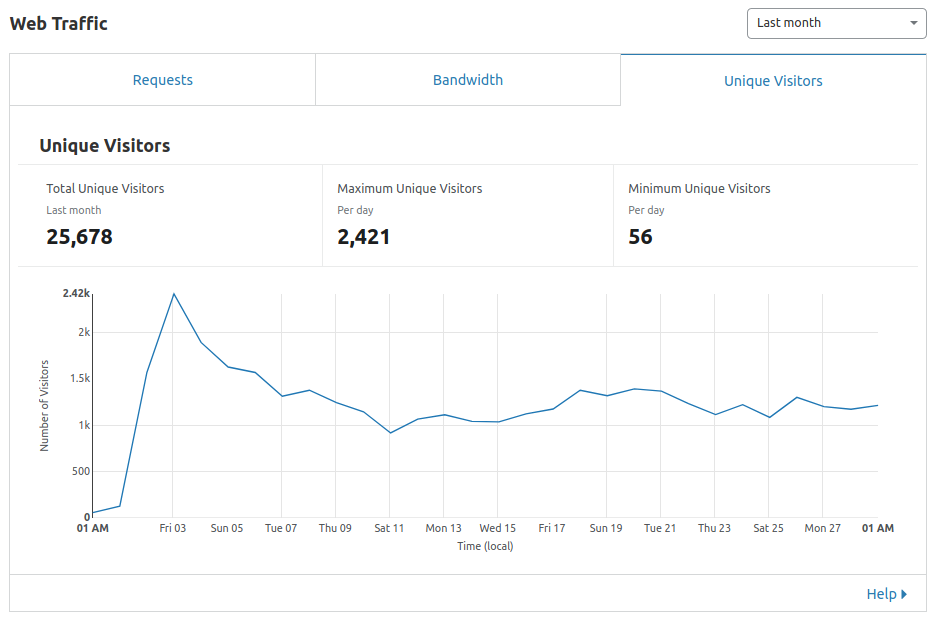 Web Traffic
Last month
Requests
Bandwidth
Unique Visitors
Unique Visitors
Total Unique Visitors
Last month
25,678
Maximum Unique Visitors
Per day
2,421
Minimum Unique Visitors
Per day
56
Number of Visitors
2.42k
2k
1.5k
1k
500
0
01 AM Fri 03 Sun 05 Tue 07 Thu 09 Sat 11 Mon 13 Wed 15 Fri 17 Sun 19 Tue 21 Thu 23 Sat 25 Mon 27 01 AM
Time (local)
Help